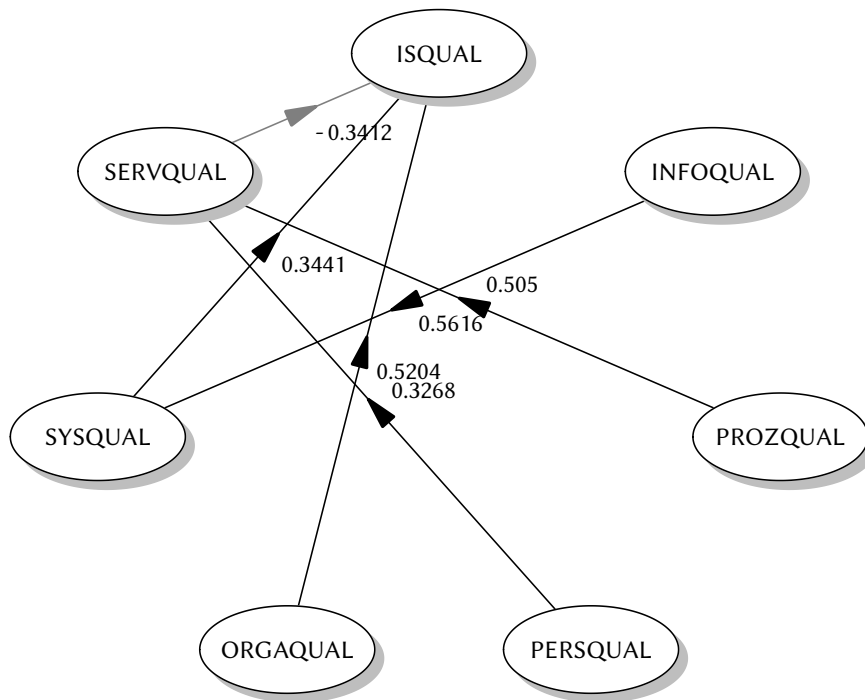 ISQUAL
-0.3412
SERVQUAL
INFOQUAL
0.3441
0.505
0.5616
0.5204
0.3268
SYSQUAL
PROZQUAL
ORGAQUAL
PERSQUAL